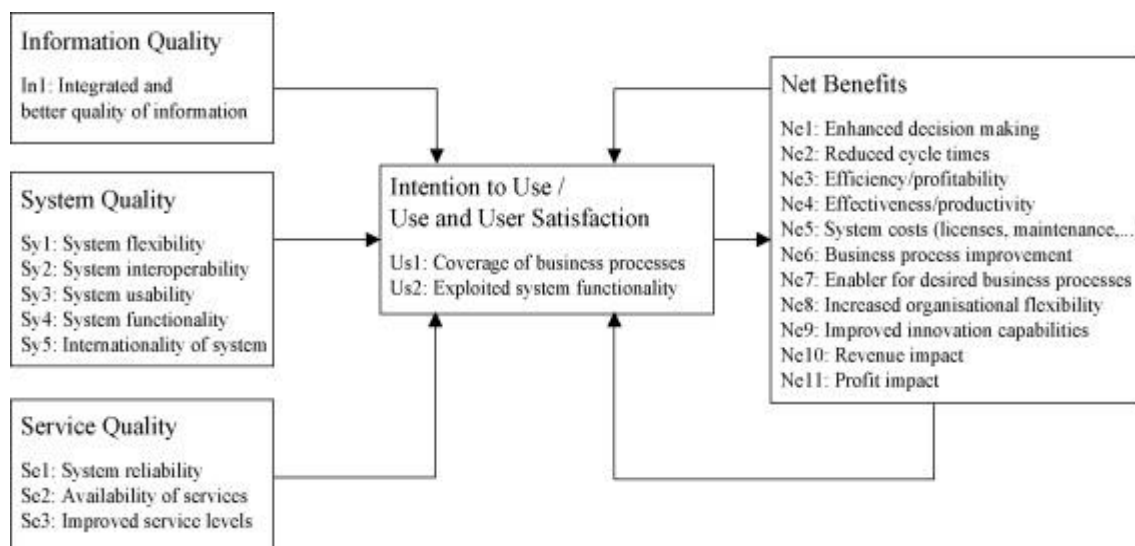 Information Quality
In1: Integrated and
better quality of information
System Quality
Sy1: System flexibility
Sy2: System interoperability
Sy3: System usability
Sy4: System functionality
Sy5: Internationality of system
Service Quality
Se1: System reliability
Se2: Availability of services
Se3: Improved service levels
Intention to Use /
Use and User Satisfaction
Us1: Coverage of business processes
Us2: Exploited system functionality
Net Benefits
Ne1: Enhanced decision making
Ne2: Reduced cycle times
Ne3: Efficiency/profitability
Ne4: Effectiveness/productivity
Ne5: System costs (licenses, maintenance,...
Ne6: Business process improvement
Ne7: Enabler for desired business processes
Ne8: Increased organisational flexibility
Ne9: Improved innovation capabilities
Ne10: Revenue impact
Ne11: Profit impact